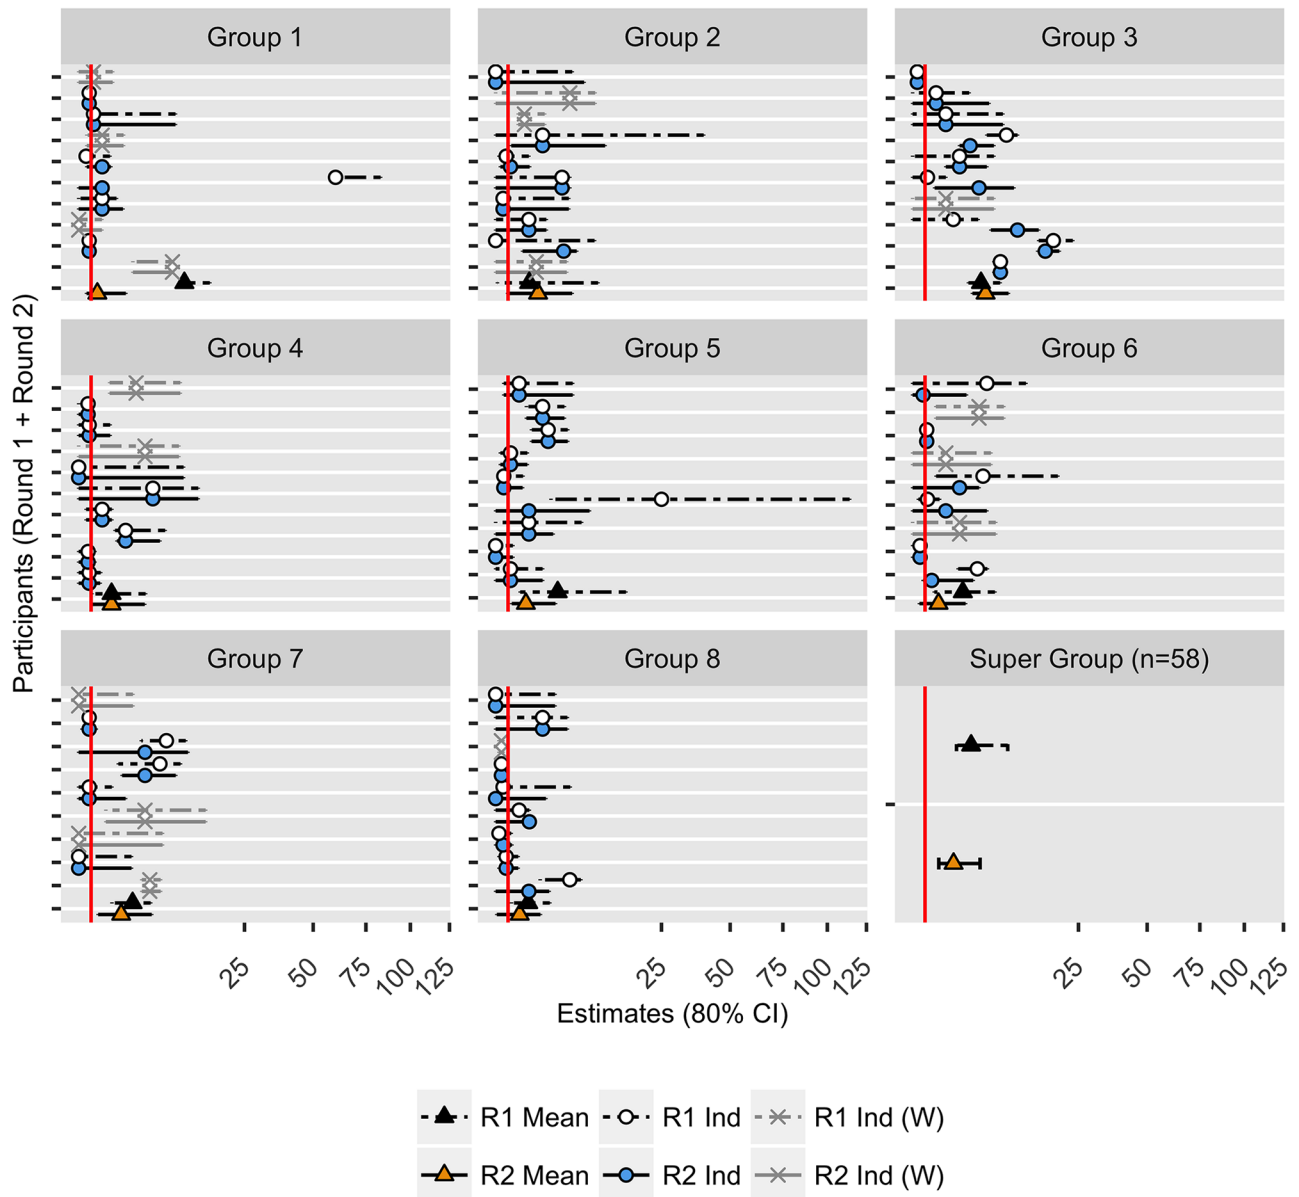 Group 1
Group 2
Group 3
Group 4
Group 5
Group 6
Group 7
Group 8
Super Group (n=58)
Participants (Round 1 + Round 2)
25 50 75 100 125
25 50 75 100 125
25 50 75 100 125
Estimates (80% CI)
R1 Mean R1 Ind R1 Ind (W)
R2 Mean R2 Ind R2 Ind (W)